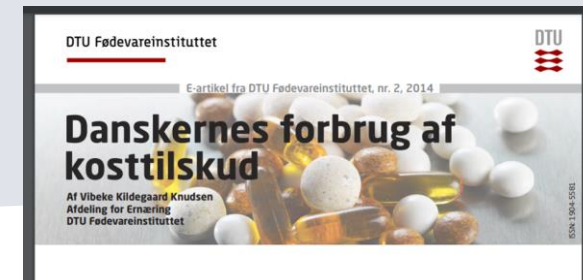 DTU Fødevareinstituttet
DTU
E-artikel fra DTU Fødevareinstituttet, nr. 2, 2014
Danskernes forbrug af
kosttilskud
Af Vibeke Kildegaard Knudsen
Afdeling for Ernæring
DTU Fødevareinstituttet
ISSN: 1904-5581